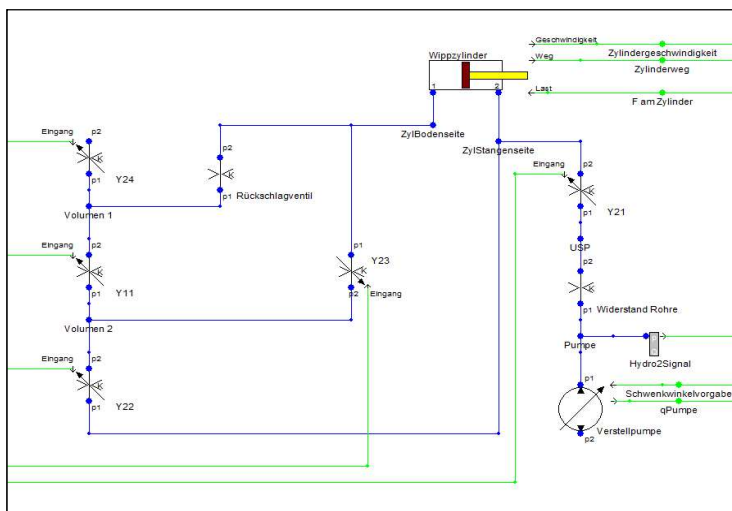 Wippzylinder
1
2
Geschwindigkeit
Zylindergeschwindigkeit
Weg
Zylinderweg
Last
F am Zylinder
ZylBodenseite
ZylStangenseite
Eingang
p2
K
p1
Y24
p2
K
p1
Rückschlagventil
Eingang
p2
K
p1
Y21
Volumen 1
Eingang
p2
K
p1
Y11
p1
K
p2
Y23
Eingang
USP
p2
K
p1
Widerstand Rohre
Volumen 2
Pumpe
Hydro2Signal
Eingang
p2
K
p1
Y22
p1
Schwenkwinkelvorgabe
qPumpe
Verstellpumpe
p2